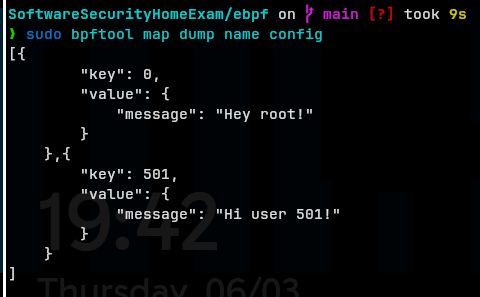 SoftwareSecurityHomeExam/ebpf on  main [?] took 9s
❯ sudo bpftool map dump name config
[{
        "key": 0,
        "value": {
            "message": "Hey root!"
        }
    },{
        "key": 501,
        "value": {
            "message": "Hi user 501!"
        }
    }
]
19:42
Thursday, 06/03